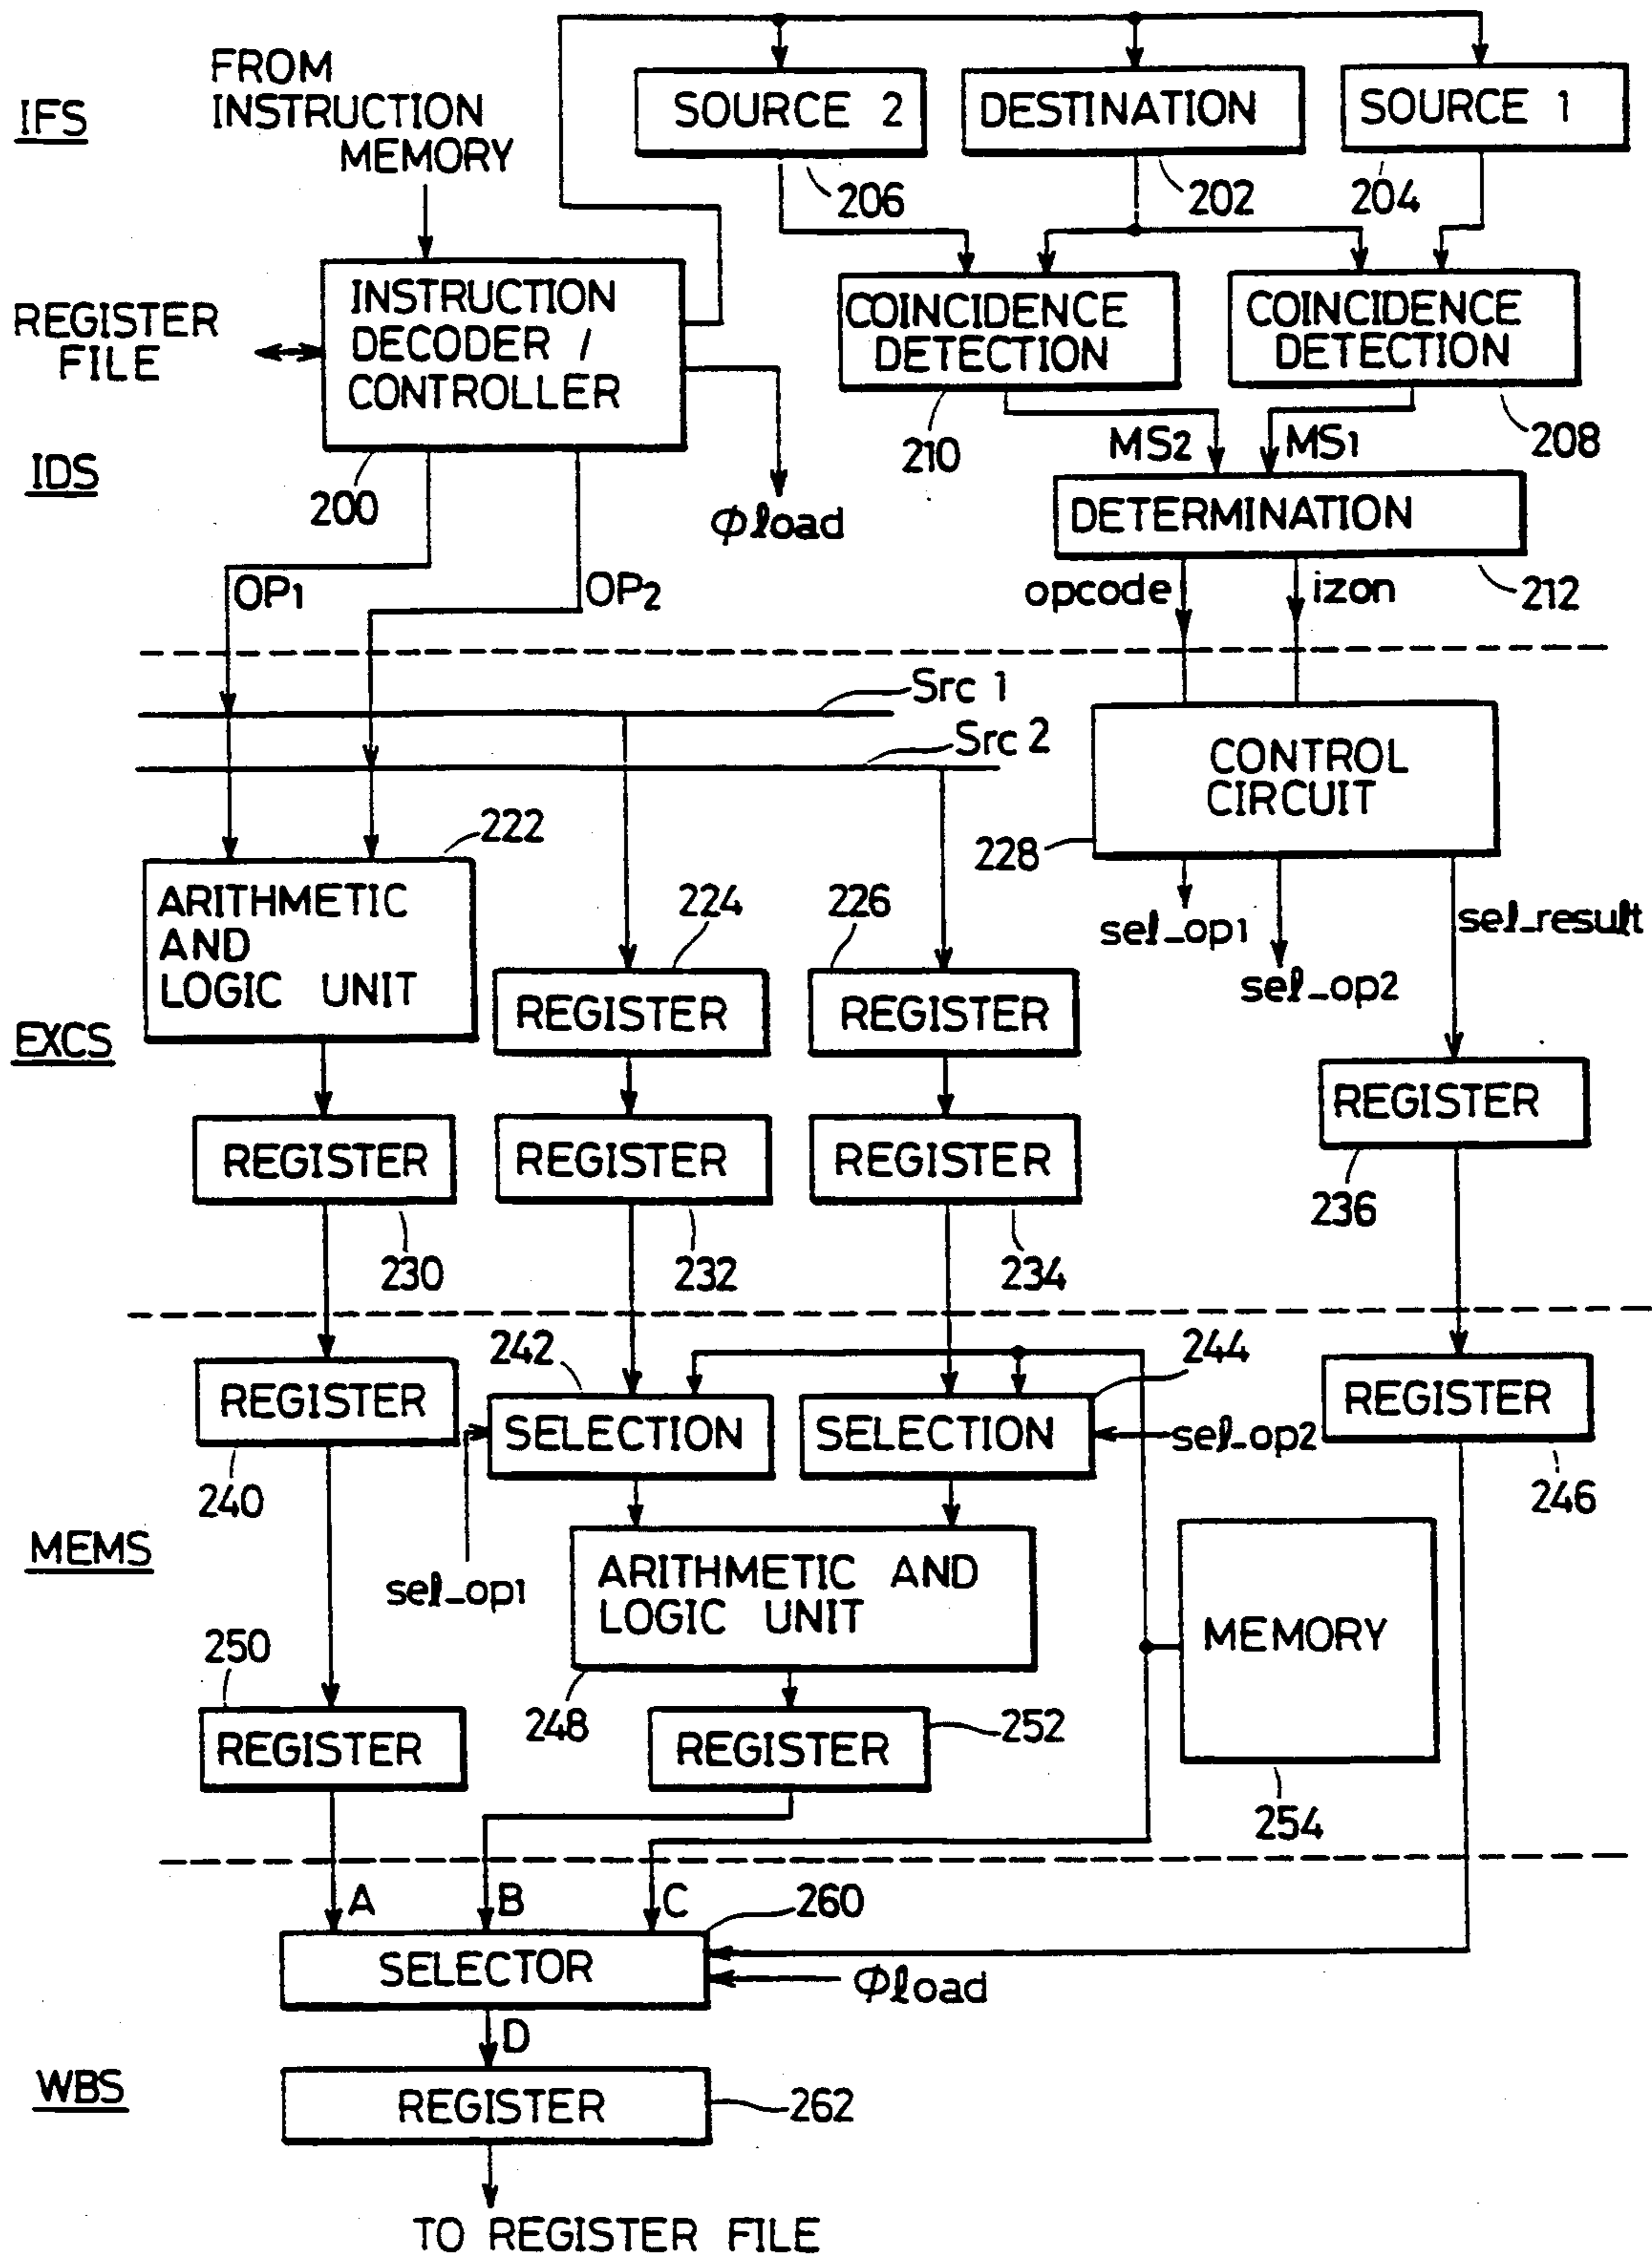 FROM
INSTRUCTION
MEMORY
IFS
SOURCE 2
DESTINATION
SOURCE 1
206
202
204
REGISTER
FILE
INSTRUCTION
DECODER /
CONTROLLER
COINCIDENCE
DETECTION
COINCIDENCE
DETECTION
210
208
MS2
MS1
IDS
200
φload
DETERMINATION
212
OP1
OP2
opcode
izon
Src 1
Src 2
CONTROL
CIRCUIT
228
222
ARITHMETIC
AND
LOGIC UNIT
224
226
sel_op1
sel_op2
sel_result
REGISTER
REGISTER
EXCS
REGISTER
REGISTER
REGISTER
REGISTER
236
230
232
234
242
244
REGISTER
SELECTION
SELECTION
sel_op2
REGISTER
240
246
MEMS
sel_op1
ARITHMETIC AND
LOGIC UNIT
MEMORY
250
248
252
REGISTER
REGISTER
254
A
B
C
260
SELECTOR
φload
D
WBS
REGISTER
262
TO REGISTER FILE